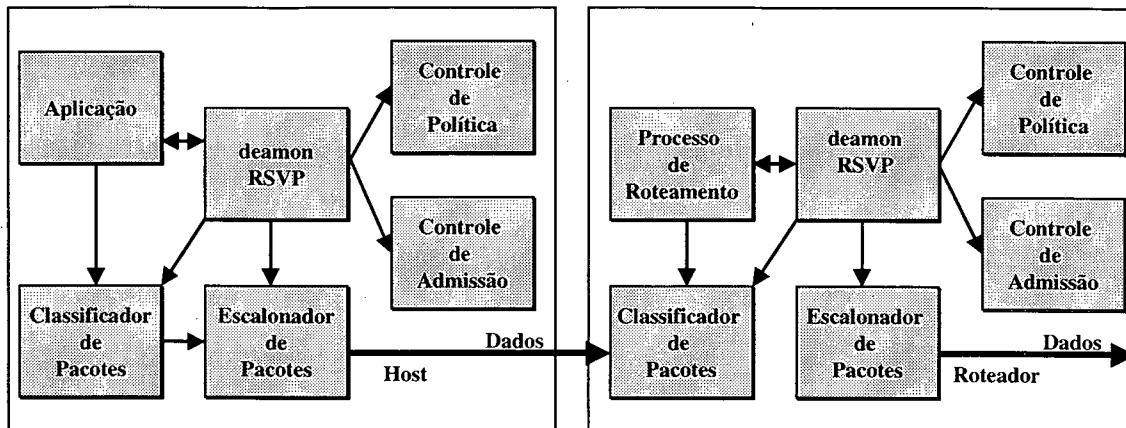 Aplicação
deamon
RSVP
Controle
de
Política
Controle
de
Admissão
Classificador
de
Pacotes
Escalonador
de
Pacotes
Dados
Host
Processo
de
Roteamento
deamon
RSVP
Controle
de
Política
Controle
de
Admissão
Classificador
de
Pacotes
Escalonador
de
Pacotes
Dados
Roteador